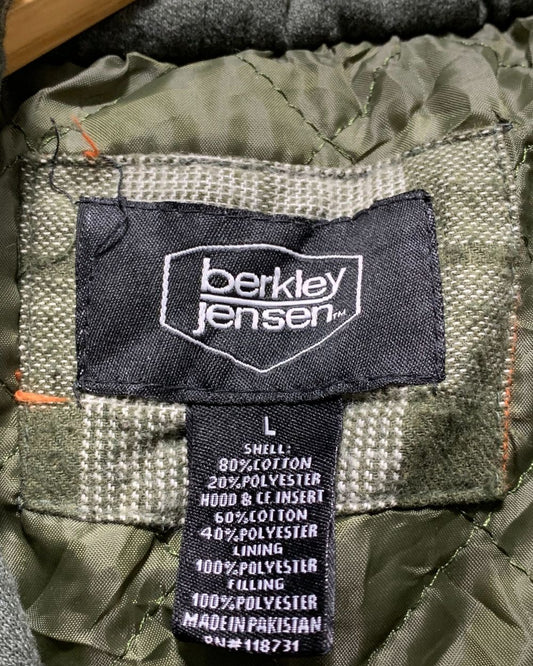 berkley
jensen TM
L
SHELL:
80%COTTON
20%POLYESTER
HOOD & CF. INSERT
60%COTTON
40%POLYESTER
LINING
100%POLYESTER
FILLING
100%POLYESTER
MADE IN PAKISTAN
RN#118731